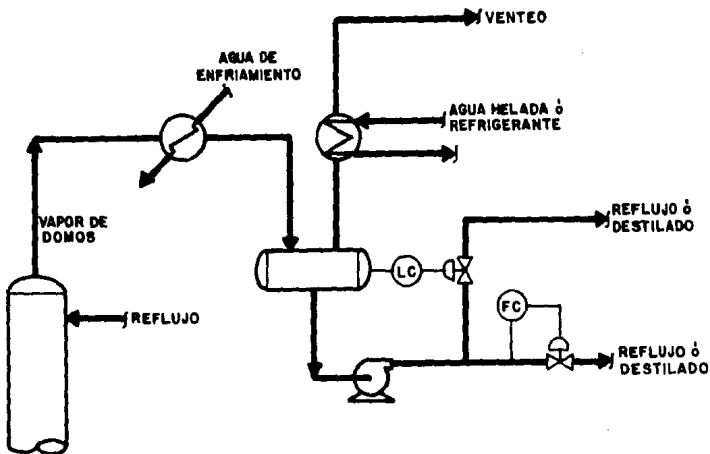 VENTEO
AGUA DE
ENFRIAMIENTO
AGUA HELADA ó
REFRIGERANTE
VAPOR DE
DOMOS
REFLUJO ó
DESTILADO
LC
FC
REFLUJO
REFLUJO ó
DESTILADO